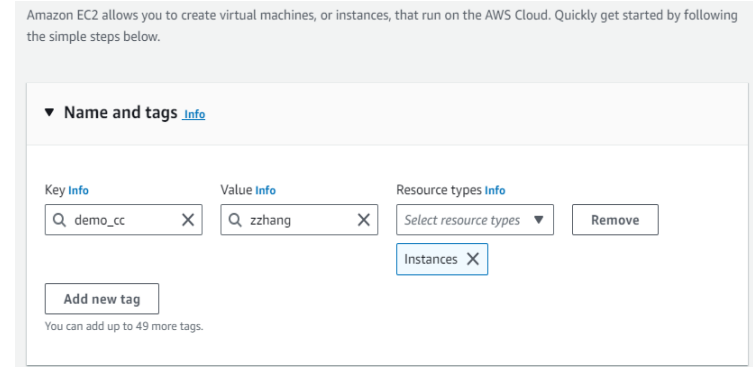 Amazon EC2 allows you to create virtual machines, or instances, that run on the AWS Cloud. Quickly get started by following
the simple steps below.
Name and tags Info
Key Info Value Info Resource types Info
demo_cc zzhang Select resource types Remove
Instances
Add new tag
You can add up to 49 more tags.